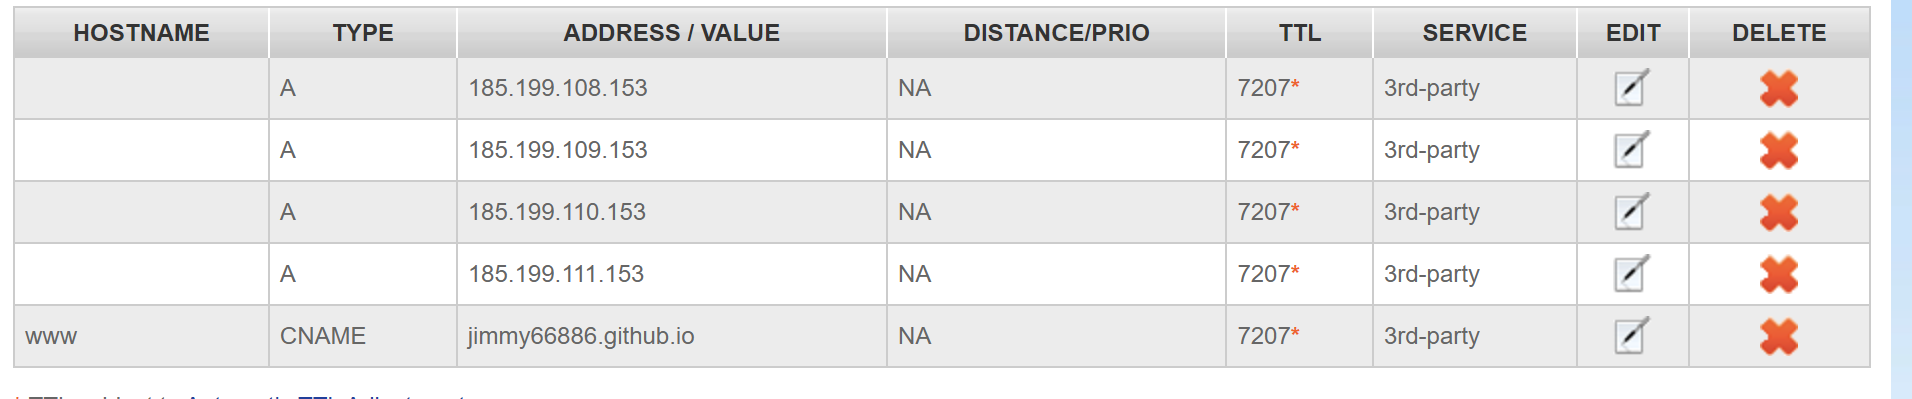 HOSTNAME TYPE ADDRESS / VALUE DISTANCE/PRIO TTL SERVICE EDIT DELETE
A 185.199.108.153 NA 7207* 3rd-party
A 185.199.109.153 NA 7207* 3rd-party
A 185.199.110.153 NA 7207* 3rd-party
A 185.199.111.153 NA 7207* 3rd-party
www CNAME jimmy66886.github.io NA 7207* 3rd-party